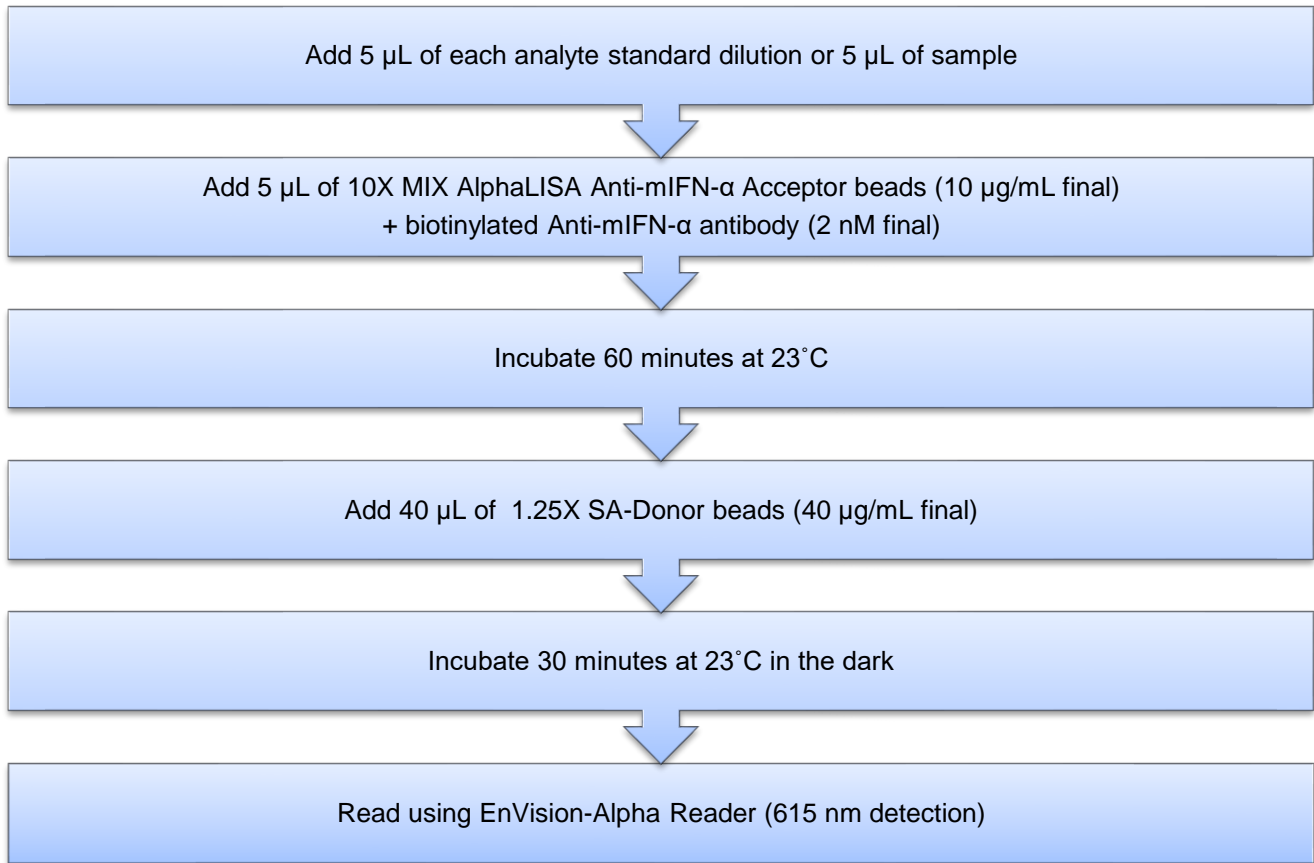 Add 5 µL of each analyte standard dilution or 5 µL of sample
Add 5 µL of 10X MIX AlphaLISA Anti-mIFN-α Acceptor beads (10 µg/mL final)
+ biotinylated Anti-mIFN-α antibody (2 nM final)
Incubate 60 minutes at 23˚C
Add 40 µL of  1.25X SA-Donor beads (40 µg/mL final)
Incubate 30 minutes at 23˚C in the dark
Read using EnVision-Alpha Reader (615 nm detection)